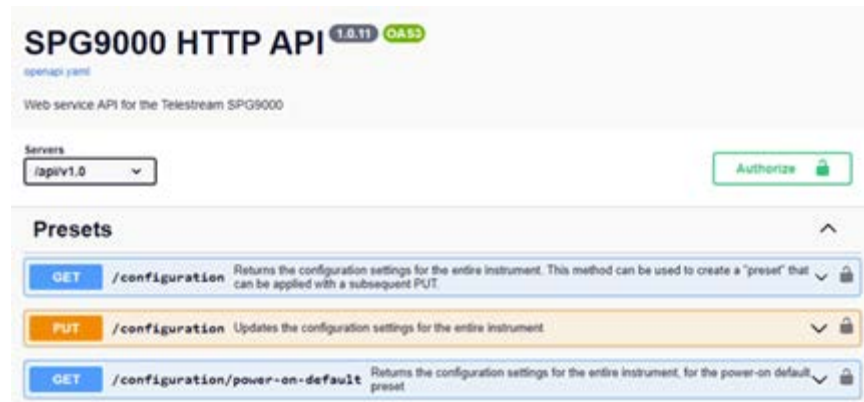 SPG9000 HTTP API 1.0.11 OAS3
openapi.yaml
Web service API for the Telestream SPG9000
Servers
/api/v1.0
Authorize
Presets
GET /configuration Returns the configuration settings for the entire instrument. This method can be used to create a "preset" that
can be applied with a subsequent PUT.
PUT /configuration Updates the configuration settings for the entire instrument.
GET /configuration/power-on-default Returns the configuration settings for the entire instrument, for the power-on default
preset